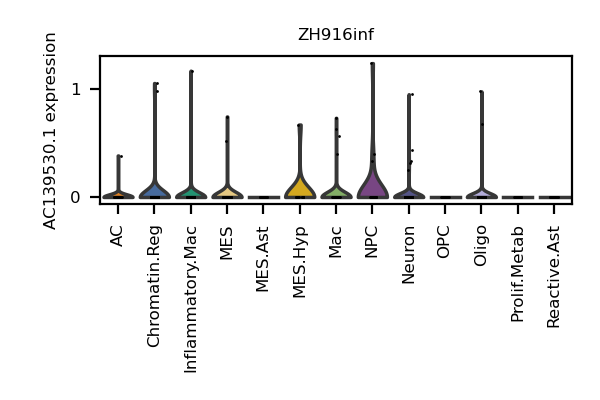 ZH916inf
AC139530.1 expression
1
0
AC
Chromatin.Reg
Inflammatory.Mac
MES
MES.Ast
MES.Hyp
Mac
NPC
Neuron
OPC
Oligo
Prolif.Metab
Reactive.Ast